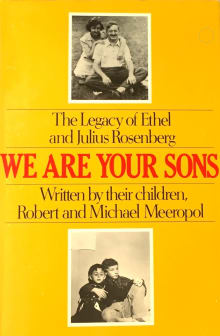 The Legacy of Ethel
and Julius Rosenberg
WE ARE YOUR SONS
Written by their children,
Robert and Michael Meeropol